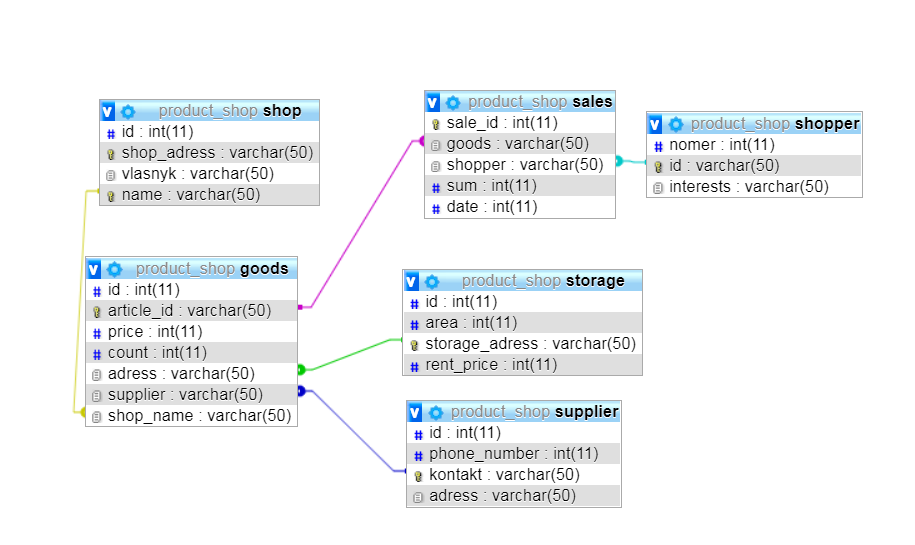 product_shop shop
id : int(11)
shop_adress : varchar(50)
vlasnyk : varchar(50)
name : varchar(50)
product_shop sales
sale_id : int(11)
goods : varchar(50)
shopper : varchar(50)
sum : int(11)
date : int(11)
product_shop shopper
nomer : int(11)
id : varchar(50)
interests : varchar(50)
product_shop goods
id : int(11)
article_id : varchar(50)
price : int(11)
count : int(11)
adress : varchar(50)
supplier : varchar(50)
shop_name : varchar(50)
product_shop storage
id : int(11)
area : int(11)
storage_adress : varchar(50)
rent_price : int(11)
product_shop supplier
id : int(11)
phone_number : int(11)
kontakt : varchar(50)
adress : varchar(50)